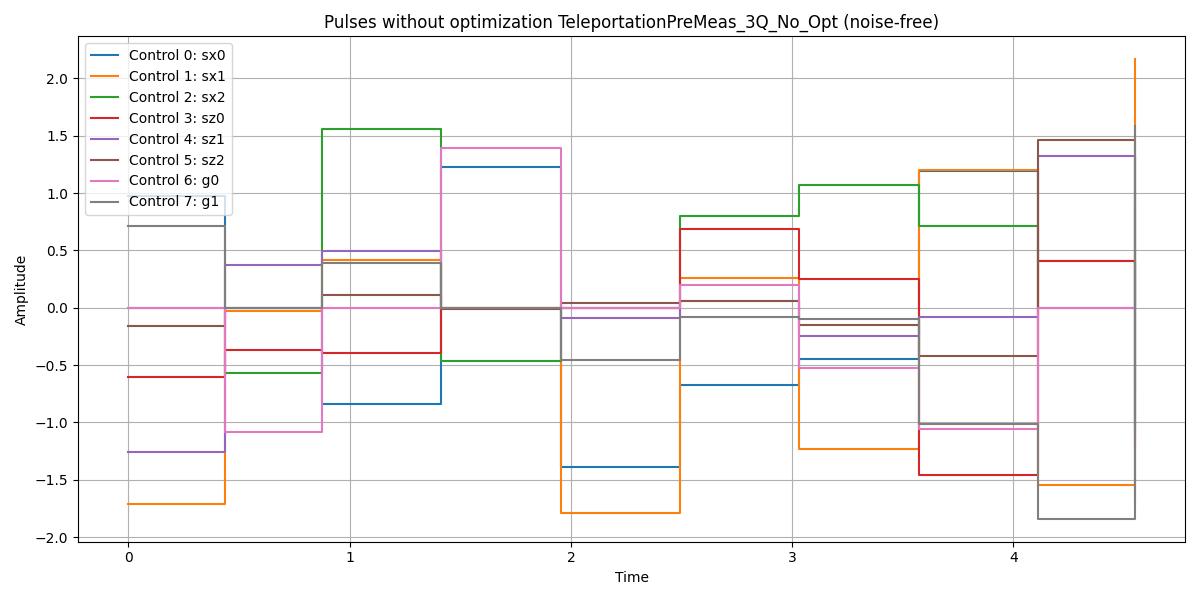 Pulses without optimization TeleportationPreMeas_3Q_No_Opt (noise-free)
Control 0: sx0
Control 1: sx1
Control 2: sx2
Control 3: sz0
Control 4: sz1
Control 5: sz2
Control 6: g0
Control 7: g1
2.0
1.5
1.0
0.5
0.0
−0.5
−1.0
−1.5
−2.0
Amplitude
0 1 2 3 4
Time